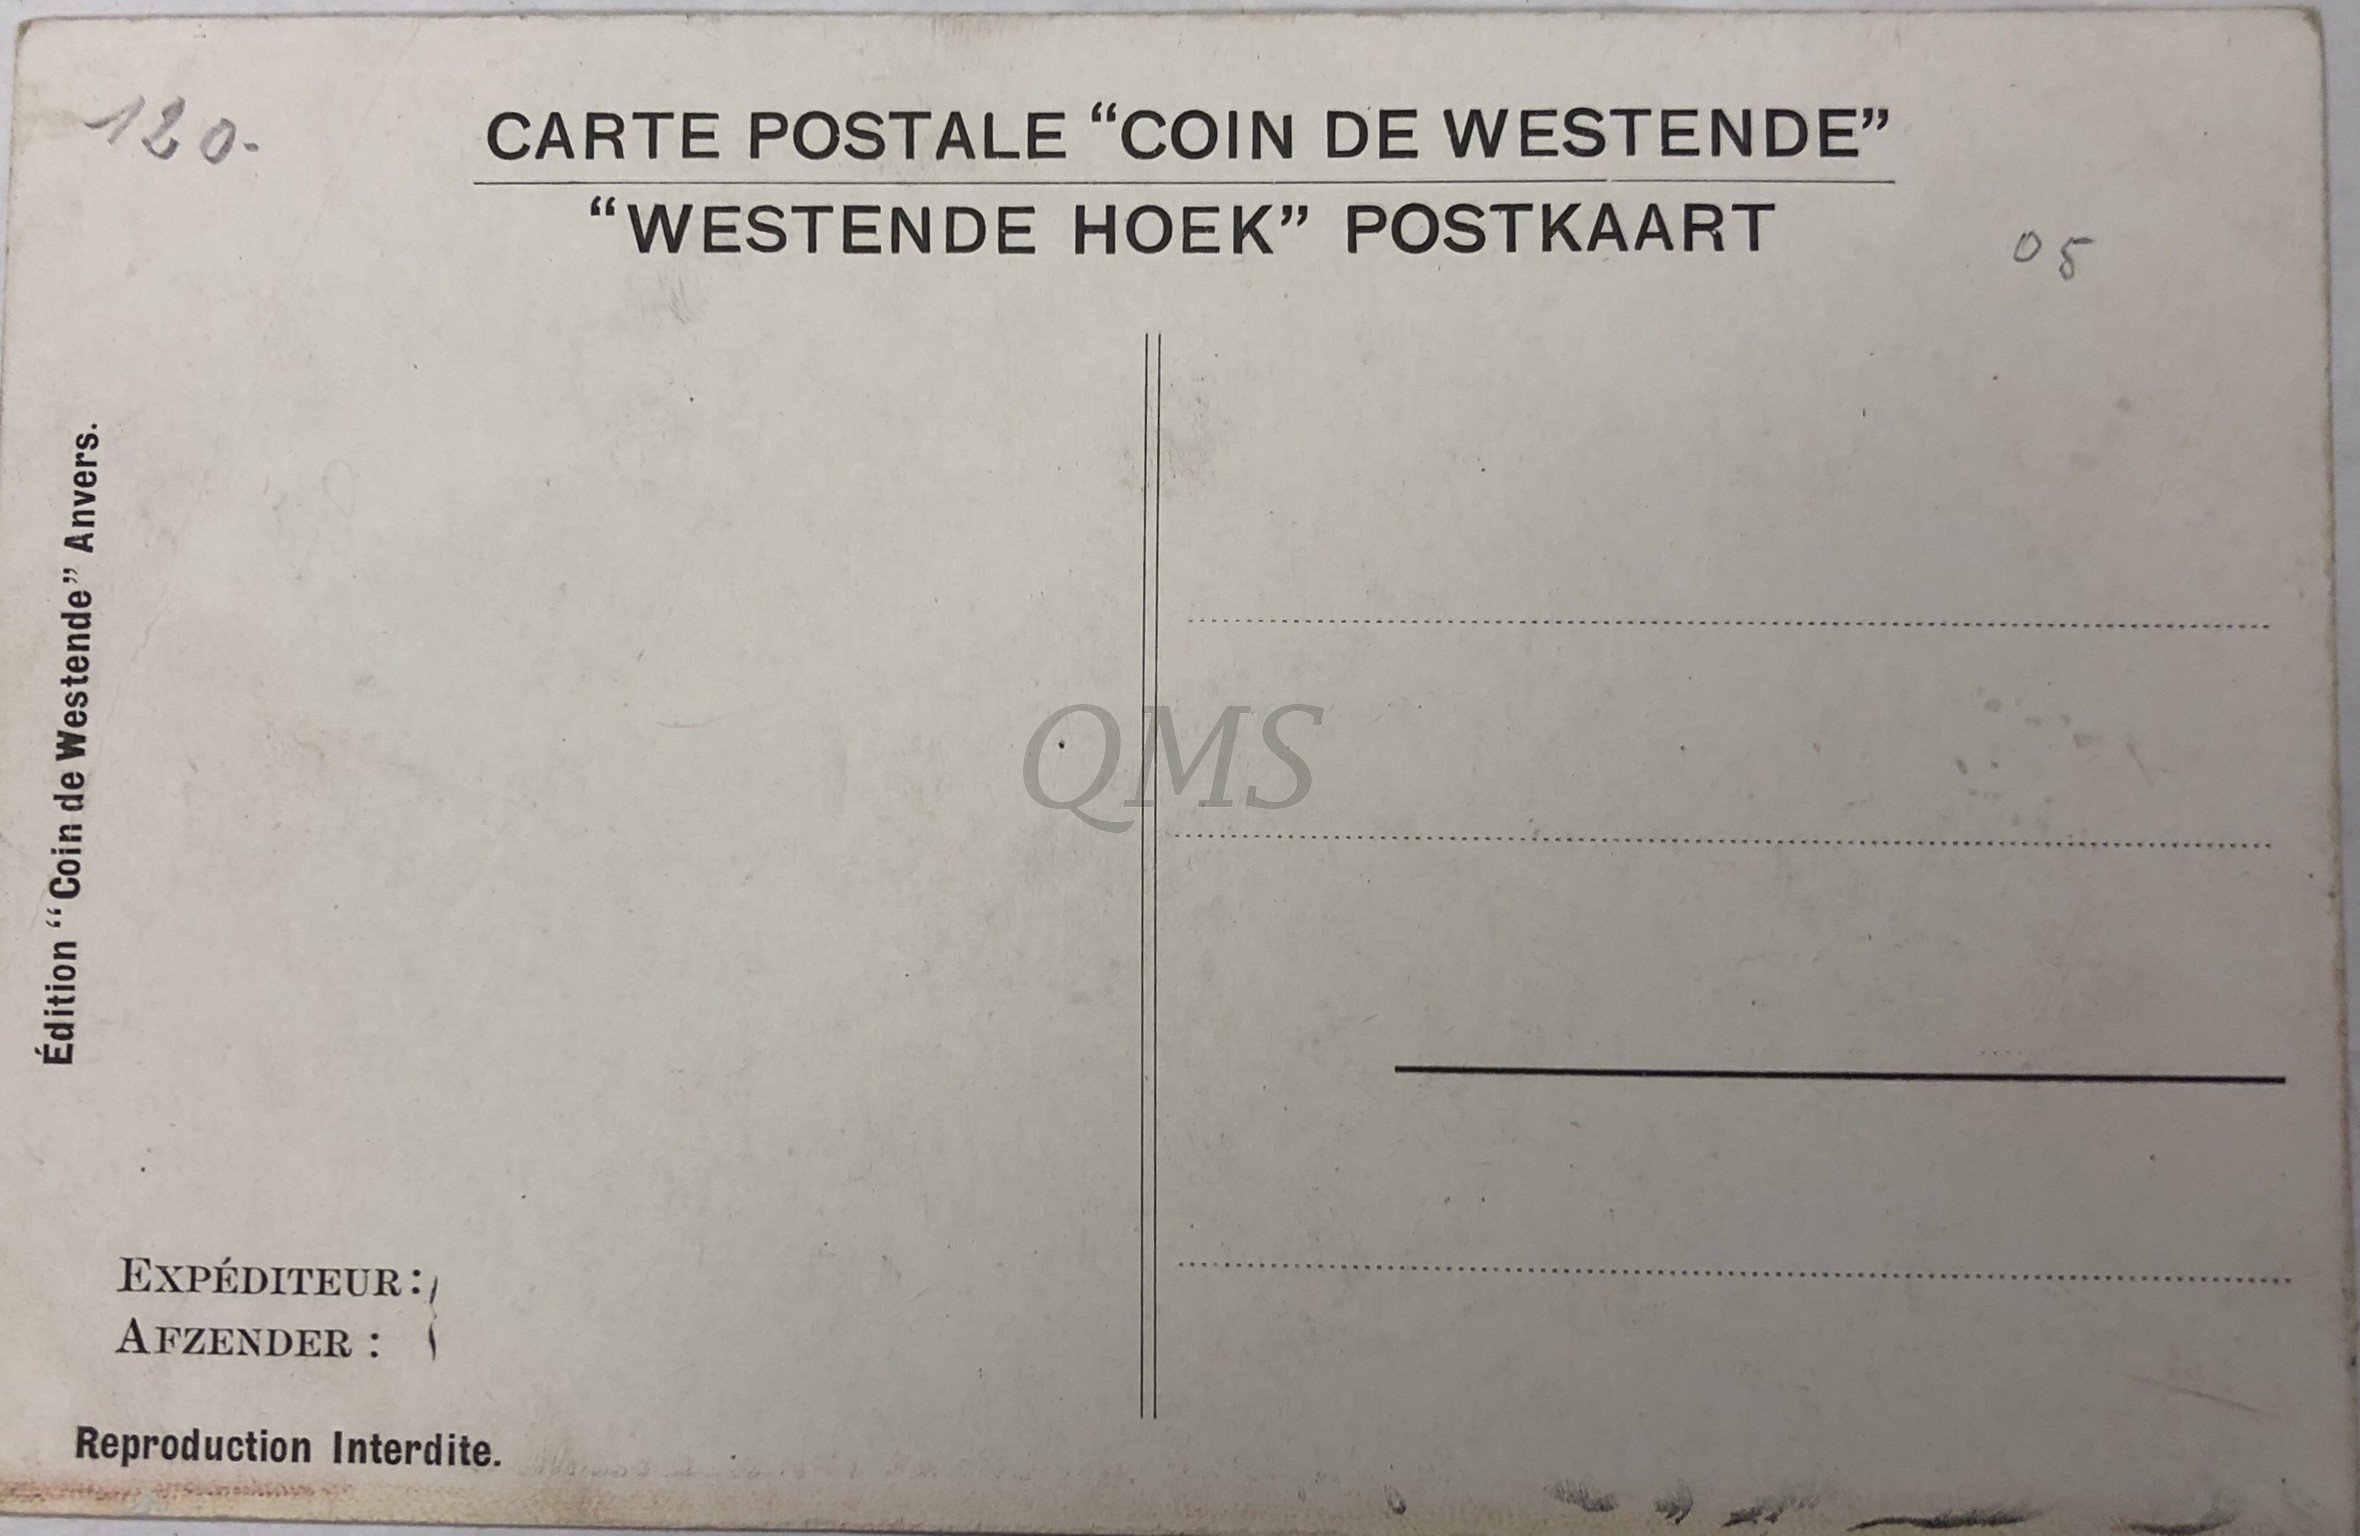 120.-
CARTE POSTALE “COIN DE WESTENDE”
“WESTENDE HOEK” POSTKAART
05
Édition “Coin de Westende” Anvers.
QMS
EXPÉDITEUR:
AFZENDER :
Reproduction Interdite.